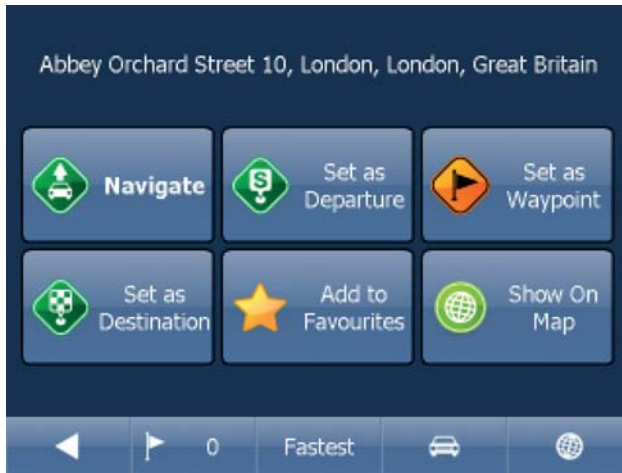 Abbey Orchard Street 10, London, London, Great Britain
Navigate
Set as
Departure
Set as
Waypoint
Set as
Destination
Add to
Favourites
Show On
Map
0
Fastest